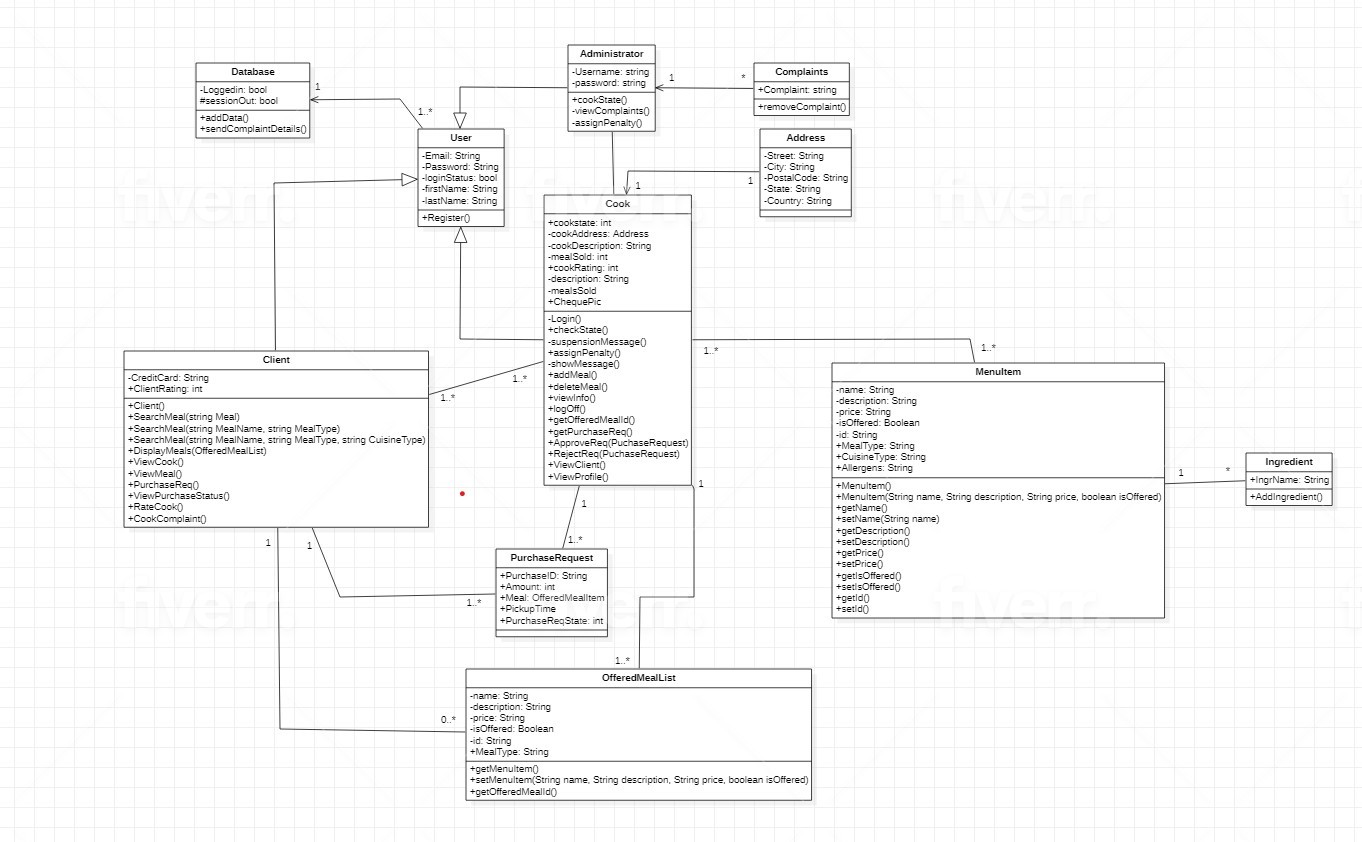 Administrator
-Username: string
-password: string
+cookState()
-viewComplaints()
-assignPenalty()
Database
-Loggedin: bool
#sessionOut: bool
+addData()
+sendComplaintDetails()
1
1..*
1
*
Complaints
+Complaint: string
+removeComplaint()
User
-Email: String
-Password: String
-loginStatus: bool
-firstName: String
-lastName: String
+Register()
Address
-Street: String
-City: String
-PostalCode: String
-State: String
-Country: String
1
1
Cook
+cookstate: int
-cookAddress: Address
-cookDescription: String
-mealSold: int
+cookRating: int
-description: String
-mealsSold
+ChequePic
-Login()
+checkState()
-suspensionMessage()
+assignPenalty()
-showMessage()
+addMeal()
+deleteMeal()
+viewInfo()
+logOff()
+getOfferedMealId()
+getPurchaseReq()
+ApproveReq(PuchaseRequest)
+RejectReq(PuchaseRequest)
+ViewClient()
+ViewProfile()
1..*
1..*
Client
-CreditCard: String
+ClientRating: int
+Client()
+SearchMeal(string Meal)
+SearchMeal(string MealName, string MealType)
+SearchMeal(string MealName, string MealType, string CuisineType)
+DisplayMeals(OfferedMealList)
+ViewCook()
+ViewMeal()
+PurchaseReq()
+ViewPurchaseStatus()
+RateCook()
+CookComplaint()
1..*
1..*
MenuItem
-name: String
-description: String
-price: String
-isOffered: Boolean
-id: String
+MealType: String
+CuisineType: String
+Allergens: String
+MenuItem()
+MenuItem(String name, String description, String price, boolean isOffered)
+getName()
+setName(String name)
+getDescription()
+setDescription()
+getPrice()
+setPrice()
+getIsOffered()
+setIsOffered()
+getId()
+setId()
1
*
Ingredient
+IngrName: String
+AddIngredient()
1
1
1..*
1
1
1..*
PurchaseRequest
+PurchaseID: String
+Amount: int
+Meal: OfferedMealItem
+PickupTime
+PurchaseReqState: int
1..*
0..*
OfferedMealList
-name: String
-description: String
-price: String
-isOffered: Boolean
-id: String
+MealType: String
+getMenuItem()
+setMenuItem(String name, String description, String price, boolean isOffered)
+getOfferedMealId()